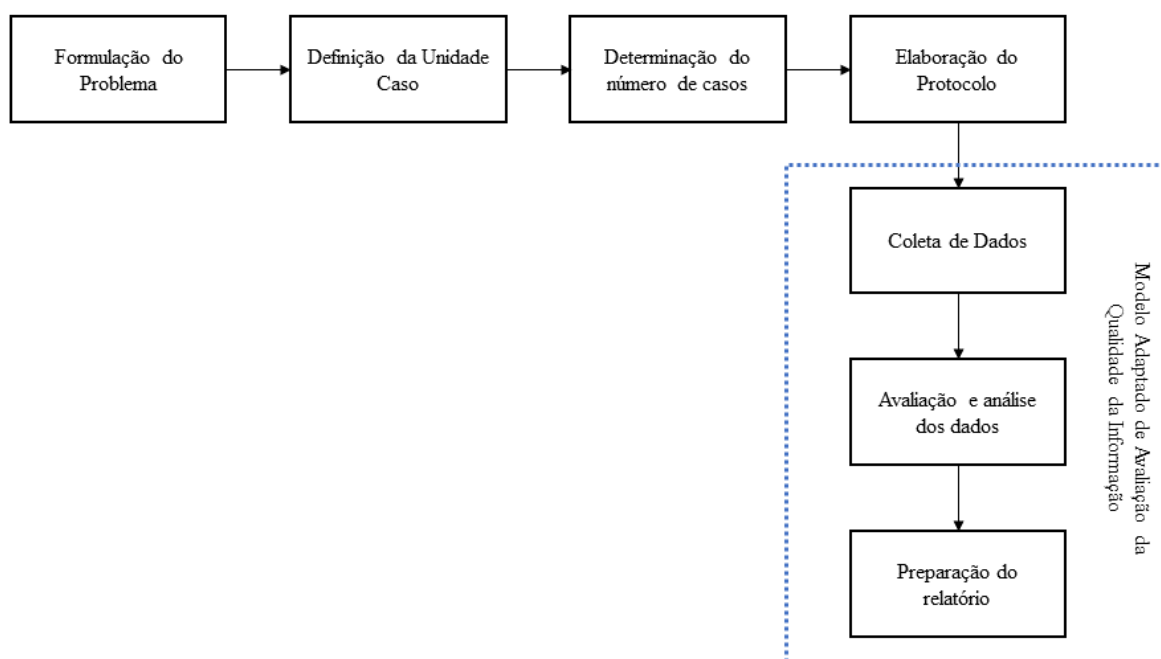 Formulação do
Problema
Definição da Unidade
Caso
Determinação do
número de casos
Elaboração do
Protocolo
Coleta de Dados
Avaliação e análise
dos dados
Preparação do
relatório
Modelo Adaptado de Avaliação da
Qualidade da Informação